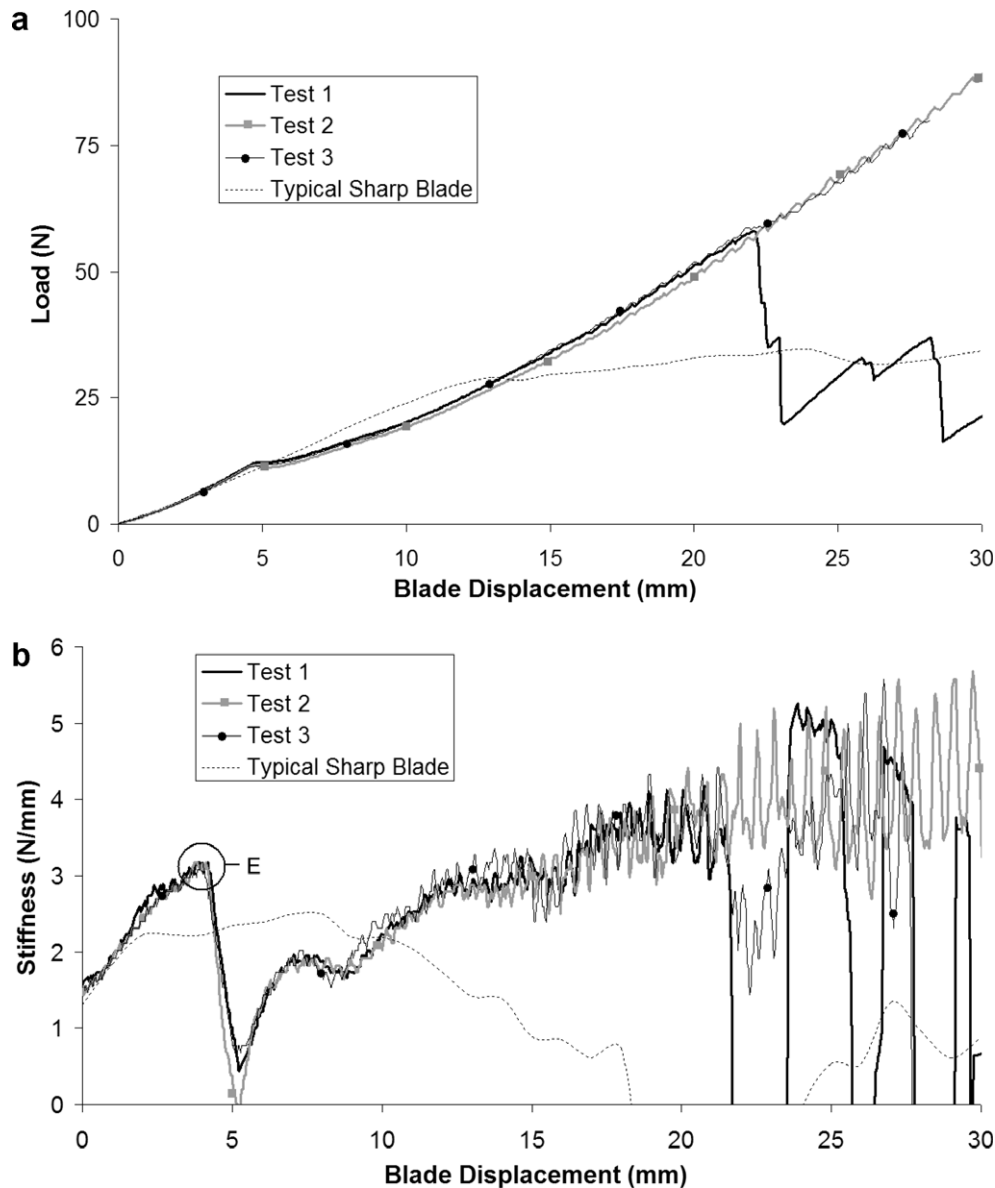 a
100
75
50
25
0
Load (N)
Test 1
Test 2
Test 3
Typical Sharp Blade
0 5 10 15 20 25 30
Blade Displacement (mm)
b
6
5
4
3
2
1
0
Stiffness (N/mm)
Test 1
Test 2
Test 3
Typical Sharp Blade
E
0 5 10 15 20 25 30
Blade Displacement (mm)